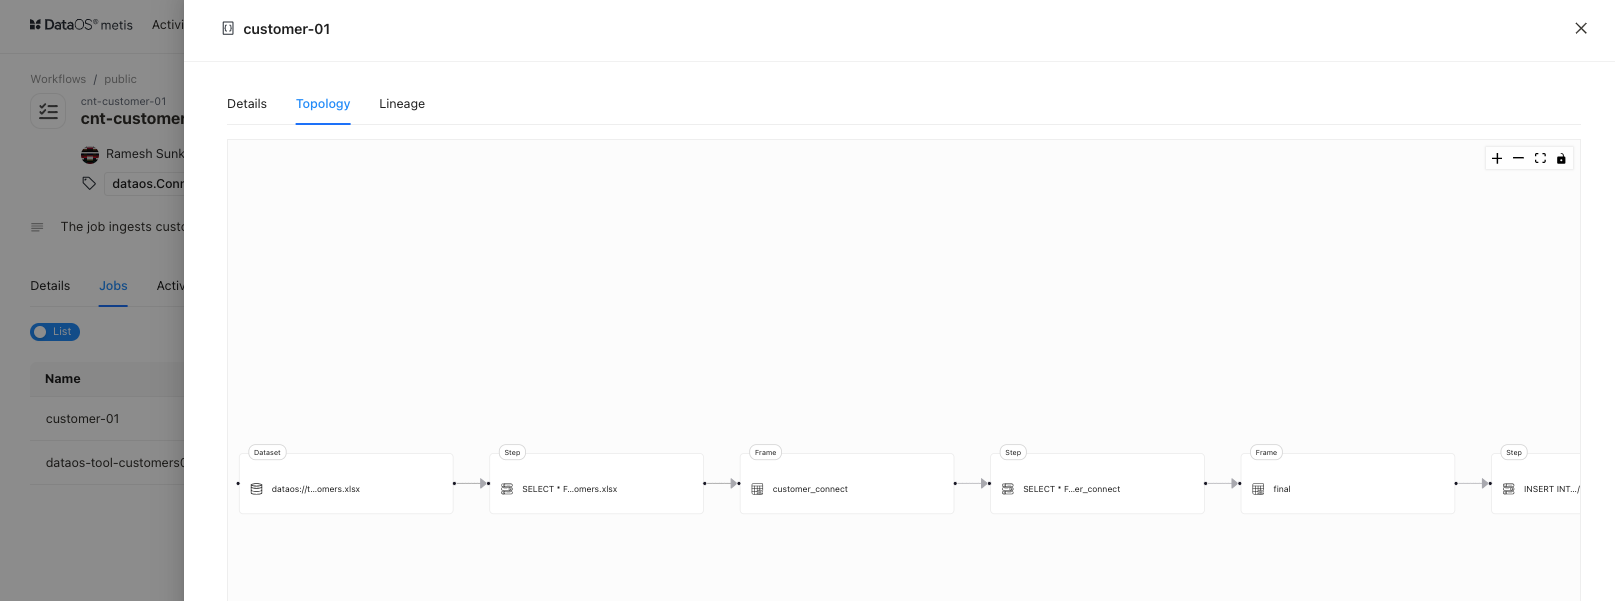 DataOS® metis Activi
Workflows / public
cnt-customer-01
cnt-customer
Ramesh Sunk
dataos.Conn
The job ingests custo
Details Jobs Activ
List
Name
customer-01
dataos-tool-customers0
customer-01
Details Topology Lineage
Dataset
dataos://t...omers.xlsx
Step
SELECT * F...omers.xlsx
Frame
customer_connect
Step
SELECT * F...er_connect
Frame
final
Step
INSERT INT.../